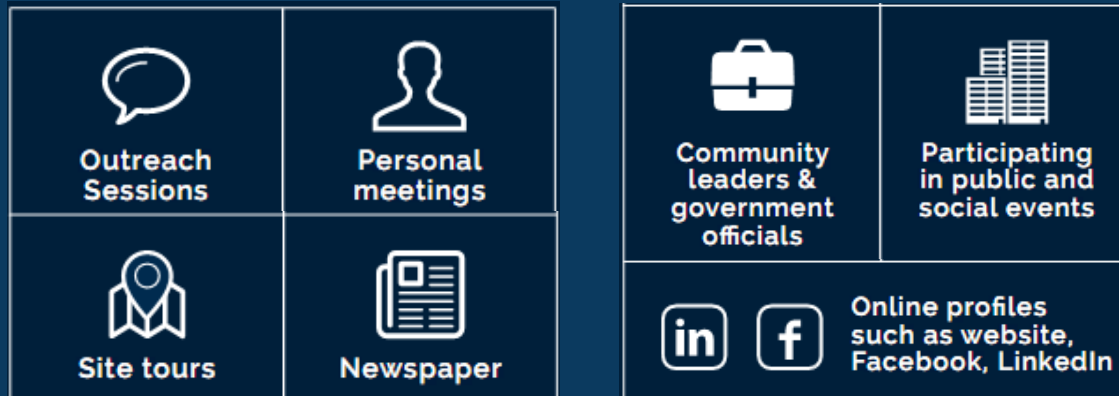 Outreach
Sessions
Personal
meetings
Site tours
Newspaper
Community
leaders &
government
officials
Participating
in public and
social events
in
f
Online profiles
such as website,
Facebook, LinkedIn